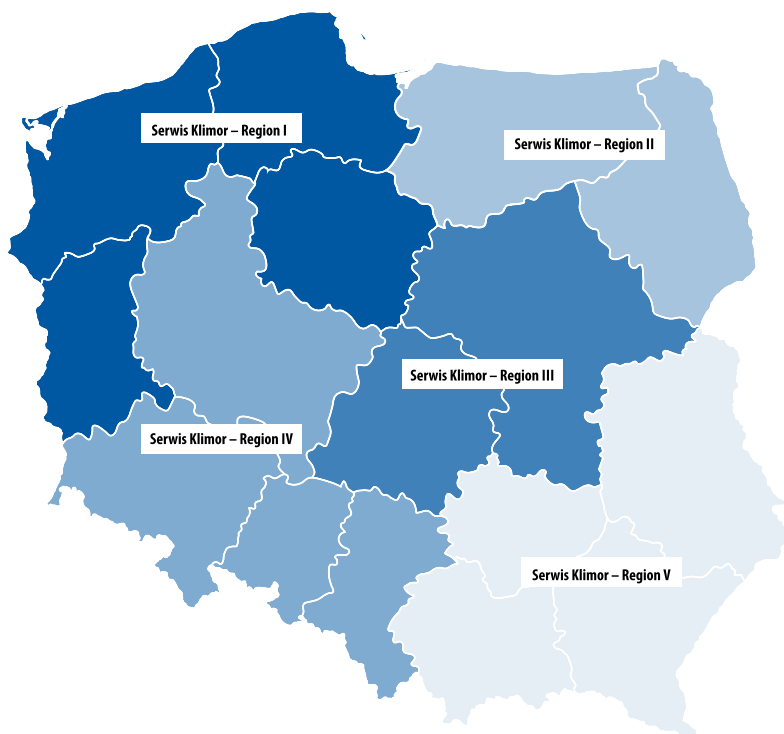 Serwis Klimor – Region I
Serwis Klimor – Region II
Serwis Klimor – Region III
Serwis Klimor – Region IV
Serwis Klimor – Region V